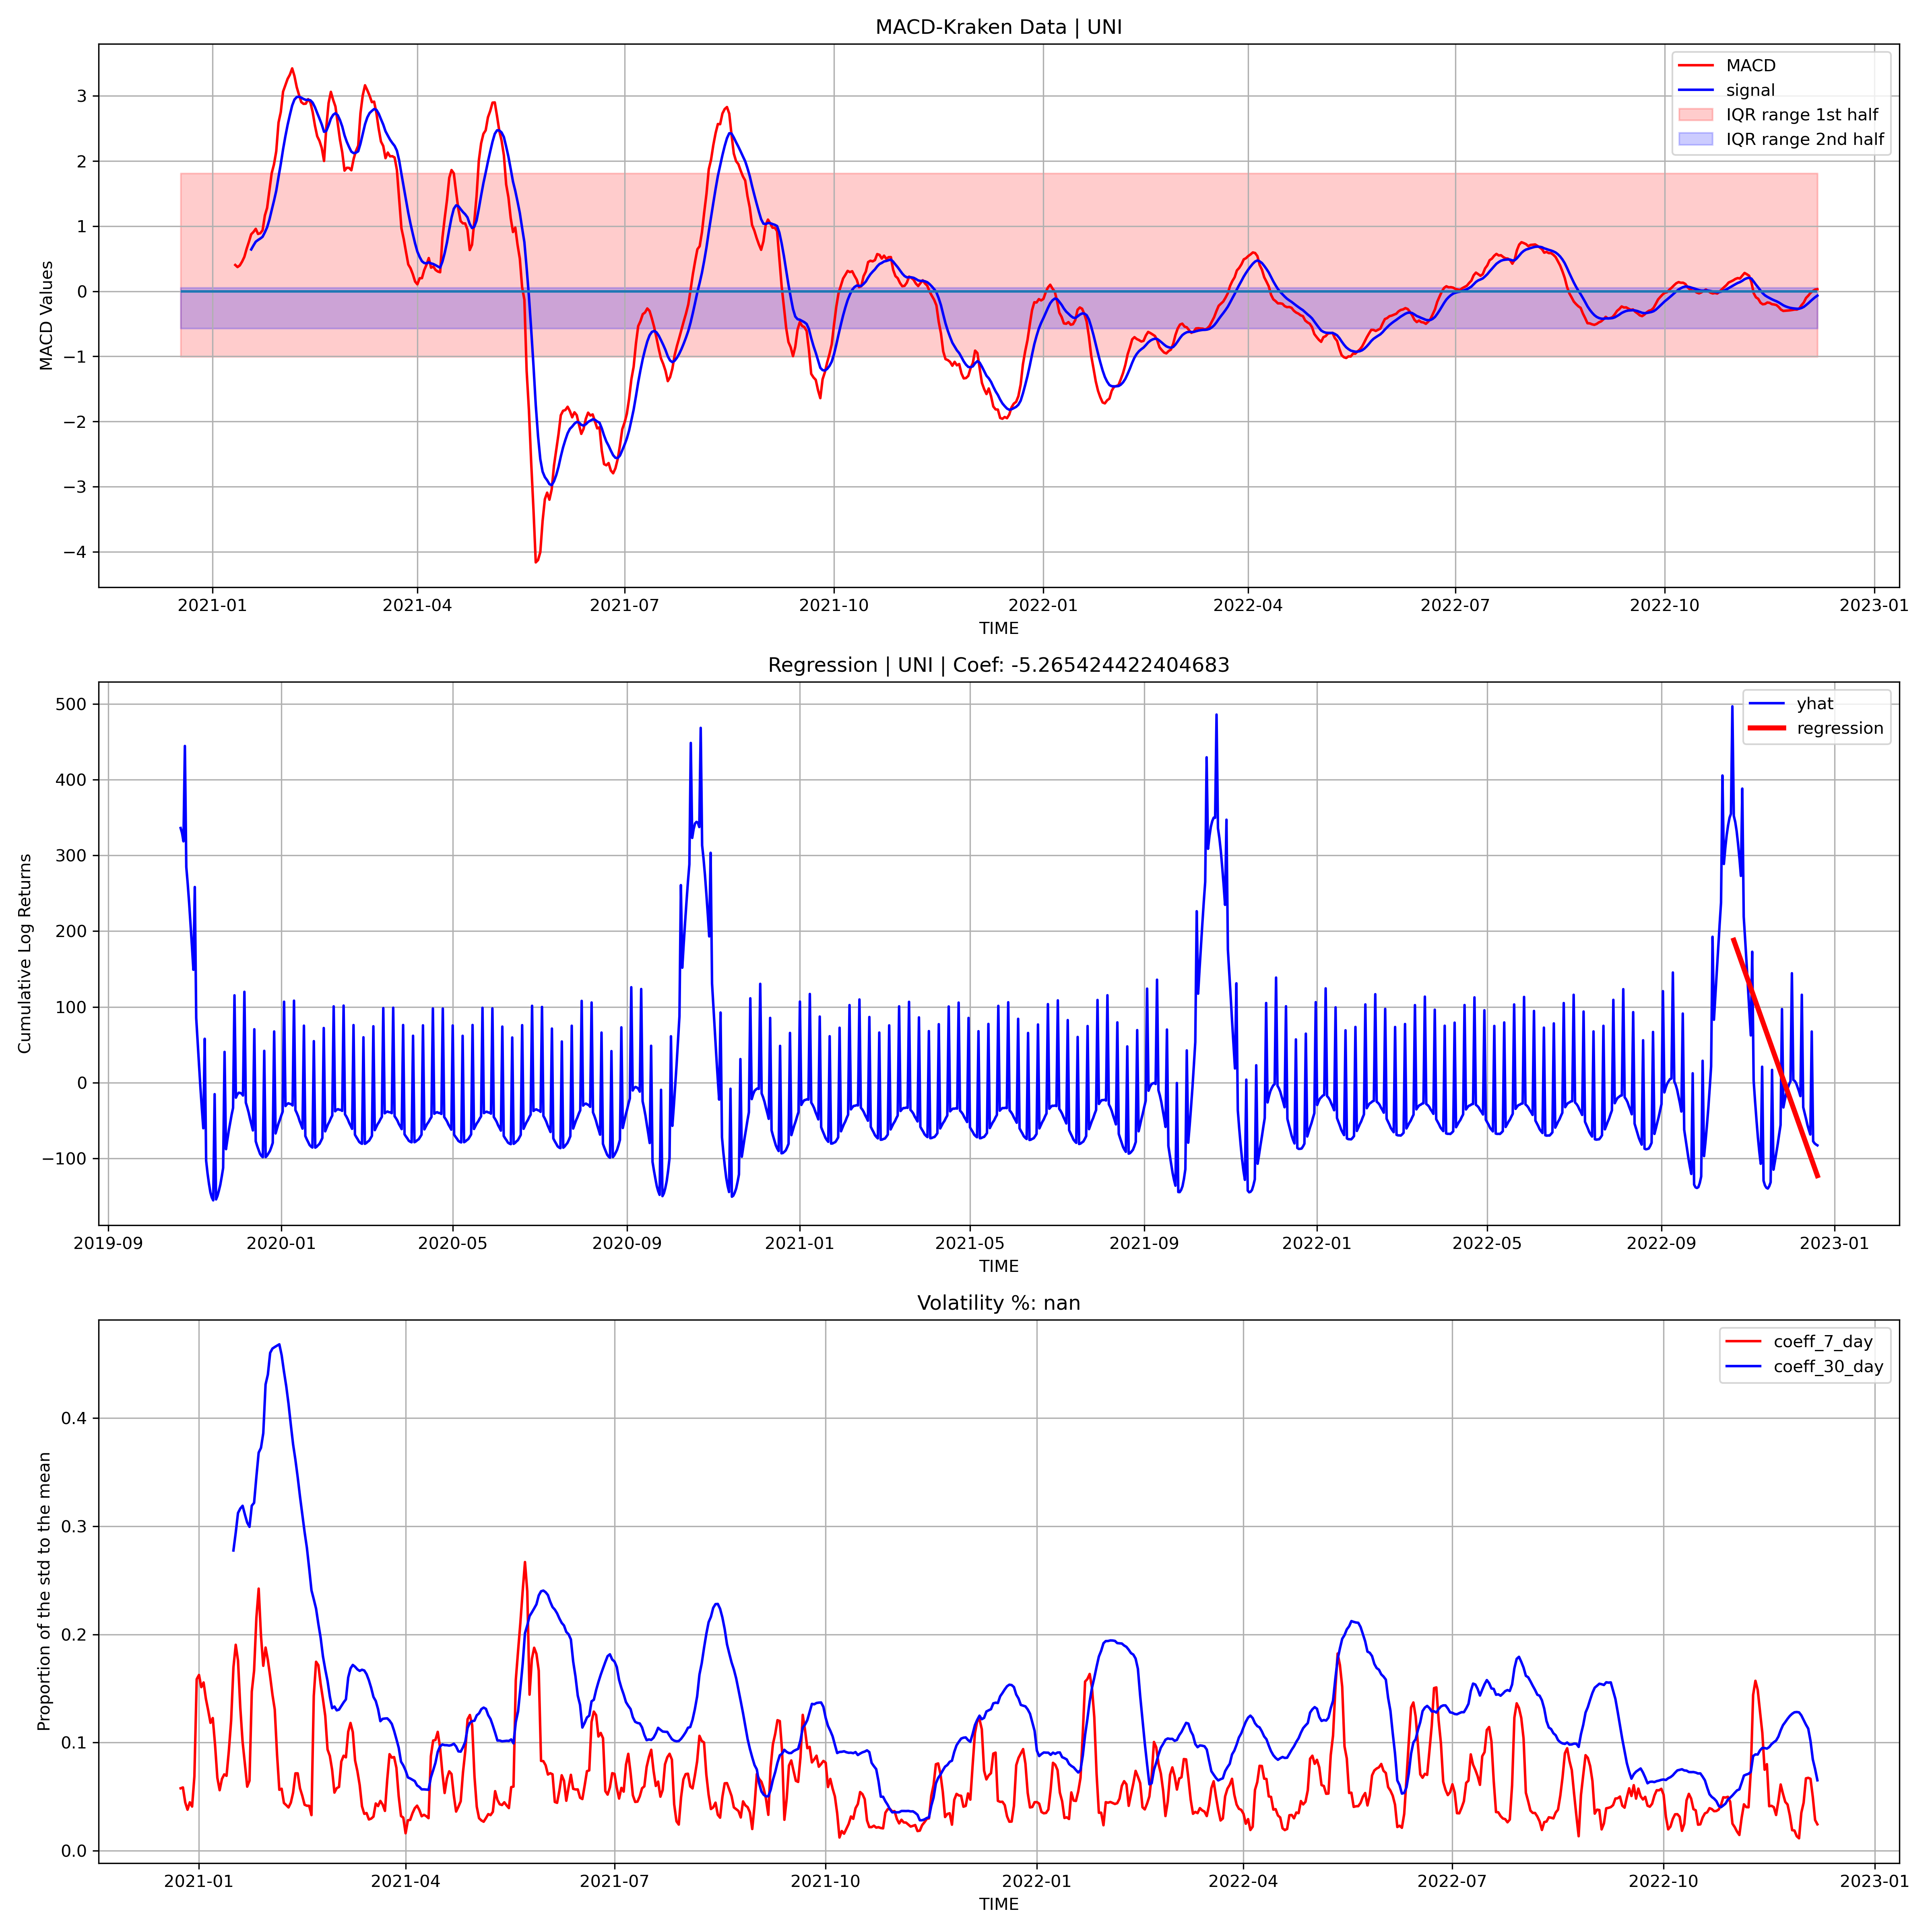 MACD-Kraken Data | UNI
MACD Values
3
2
1
0
−1
−2
−3
−4
MACD
signal
IQR range 1st half
IQR range 2nd half
2021-01 2021-04 2021-07 2021-10 2022-01 2022-04 2022-07 2022-10 2023-01
TIME
Regression | UNI | Coef: -5.265424422404683
Cumulative Log Returns
500
400
300
200
100
0
−100
yhat
regression
2019-09 2020-01 2020-05 2020-09 2021-01 2021-05 2021-09 2022-01 2022-05 2022-09 2023-01
TIME
Volatility %: nan
Proportion of the std to the mean
0.4
0.3
0.2
0.1
0.0
coeff_7_day
coeff_30_day
2021-01 2021-04 2021-07 2021-10 2022-01 2022-04 2022-07 2022-10 2023-01
TIME